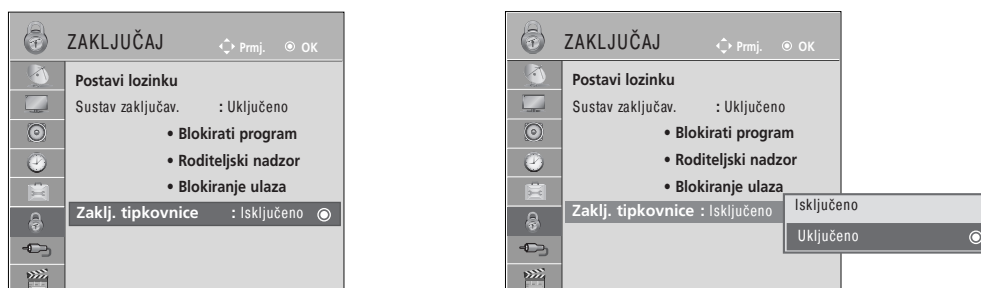 ZAKLJUČAJ Prmj. OK
Postavi lozinku
Sustav zaključav. : Uključeno
• Blokirati program
• Roditeljski nadzor
• Blokiranje ulaza
Zaklj. tipkovnice : Isključeno
ZAKLJUČAJ Prmj. OK
Postavi lozinku
Sustav zaključav. : Uključeno
• Blokirati program
• Roditeljski nadzor
• Blokiranje ulaza
Zaklj. tipkovnice : Isključeno
Isključeno
Uključeno